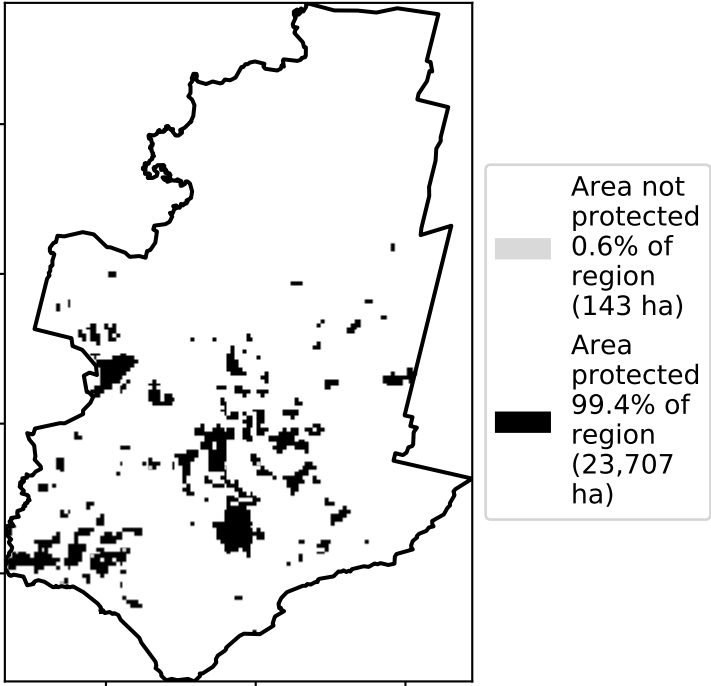 Area not
protected
0.6% of
region
(143 ha)
Area
protected
99.4% of
region
(23,707
ha)